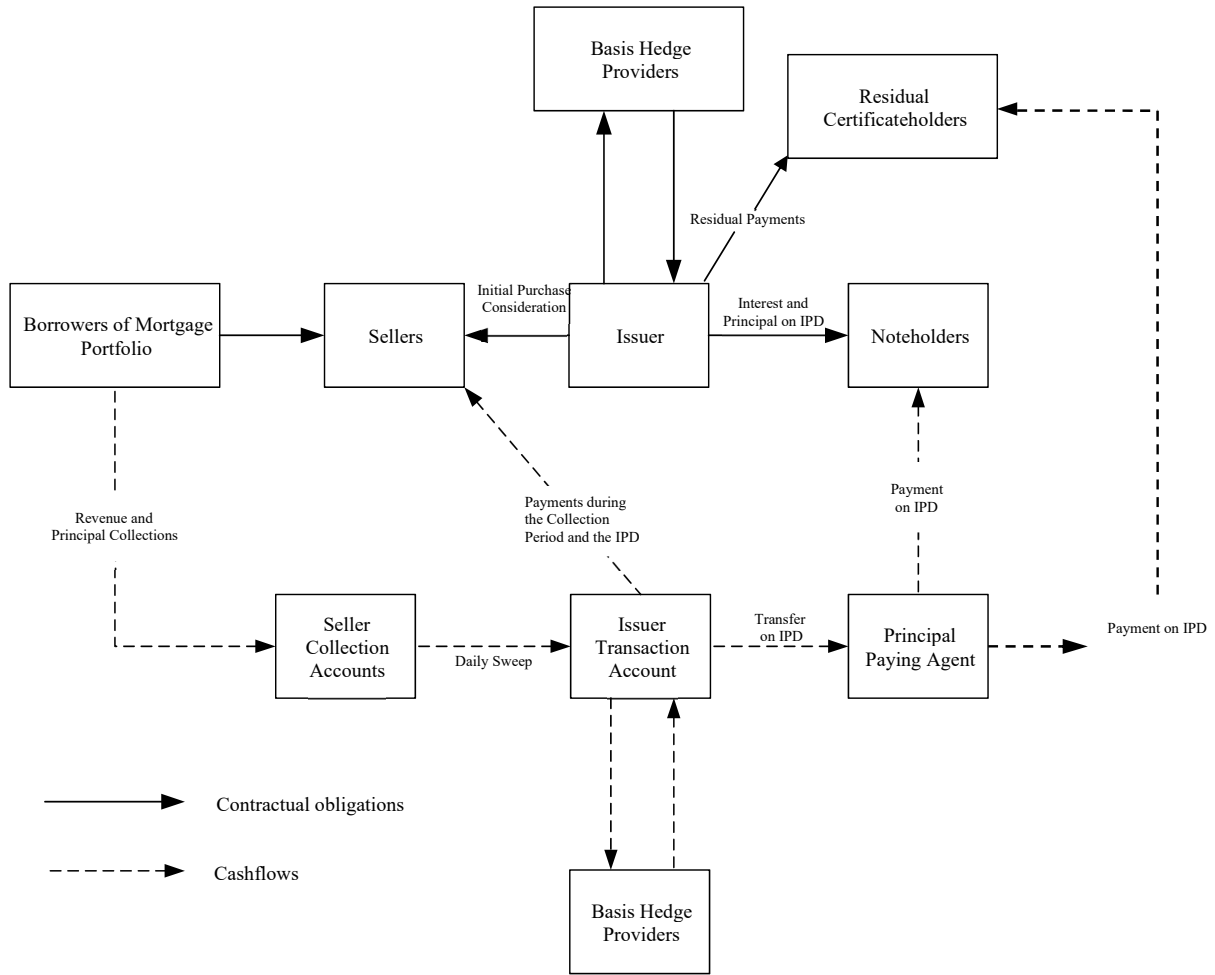 Basis Hedge
Providers
Residual
Certificateholders
Residual Payments
Borrowers of Mortgage
Portfolio
Sellers
Initial Purchase
Consideration
Issuer
Interest and
Principal on IPD
Noteholders
Revenue and
Principal Collections
Payments during
the Collection
Period and the IPD
Payment
on IPD
Seller
Collection
Accounts
Daily Sweep
Issuer
Transaction
Account
Transfer
on IPD
Principal
Paying Agent
Payment on IPD
Contractual obligations
Cashflows
Basis Hedge
Providers